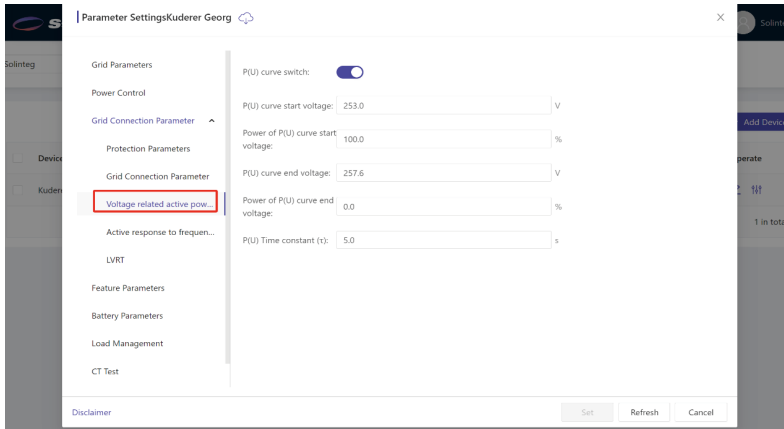 Parameter SettingsKuderer Georg
Solinteg
Device
Kuder
Grid Parameters
Power Control
Grid Connection Parameter
Protection Parameters
Grid Connection Parameter
Voltage related active pow...
Active response to frequen...
LVRT
Feature Parameters
Battery Parameters
Load Management
CT Test
P(U) curve switch:
P(U) curve start voltage: 253.0 V
Power of P(U) curve start voltage: 100.0 %
P(U) curve end voltage: 257.6 V
Power of P(U) curve end voltage: 0.0 %
P(U) Time constant (τ): 5.0 s
Disclaimer
Set
Refresh
Cancel
Solinte
Add Device
perate
1 in tota